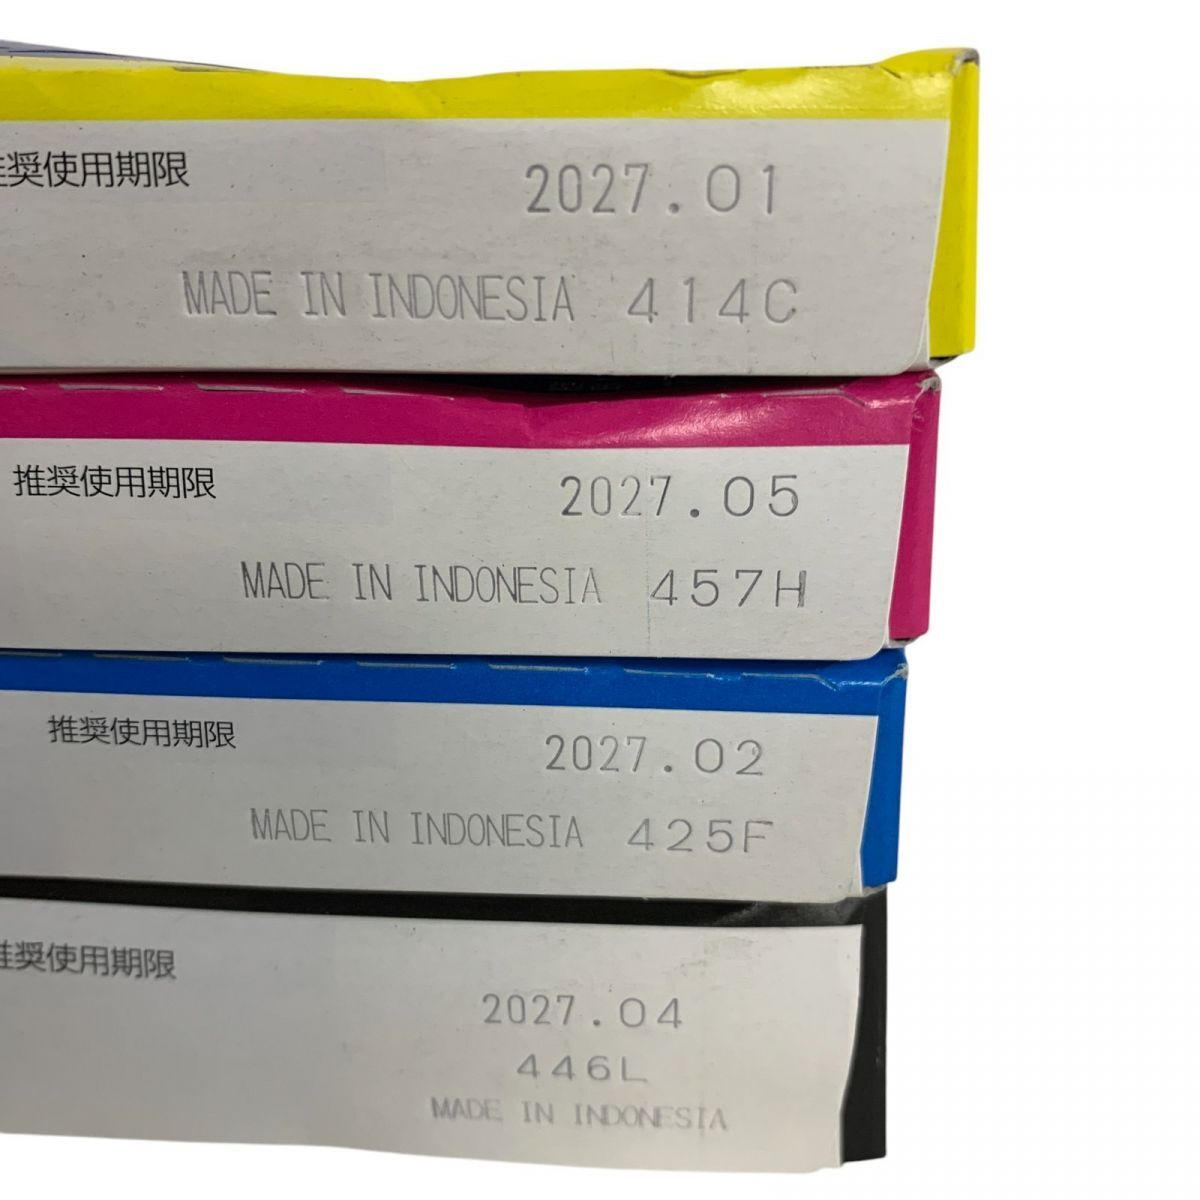 推奨使用期限 2027.01
MADE IN INDONESIA 414C
推奨使用期限 2027.05
MADE IN INDONESIA 457H
推奨使用期限 2027.02
MADE IN INDONESIA 425F
推奨使用期限 2027.04
446L
MADE IN INDONESIA